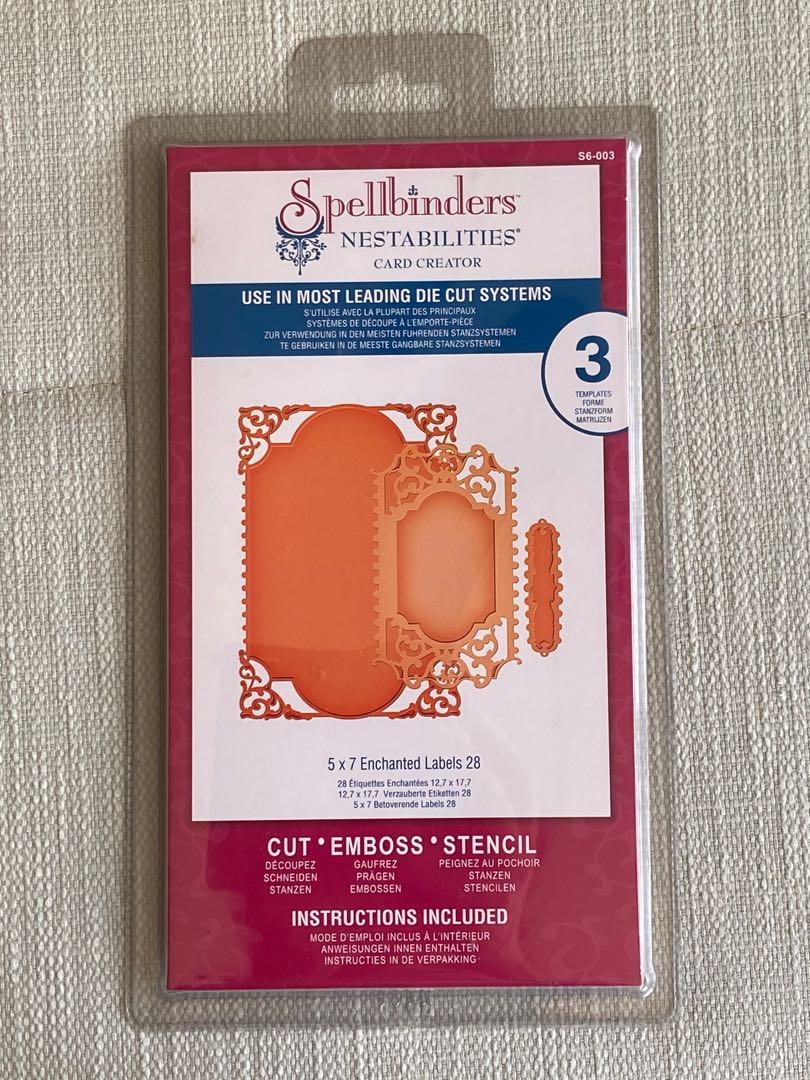 S6-003
Spellbinders™
NESTABILITIES®
CARD CREATOR
USE IN MOST LEADING DIE CUT SYSTEMS
S'UTILISE AVEC LA PLUPART DES PRINCIPAUX
SYSTÈMES DE DÉCOUPE À L'EMPORTE-PIÈCE
ZUR VERWENDUNG IN DEN MEISTEN FUHRENDEN STANZSYSTEMEN
TE GEBRUIKEN IN DE MEESTE GANGBARE STANZSYSTEMEN
3
TEMPLATES
FORME
STANZFORM
MATRIJZEN
5 x 7 Enchanted Labels 28
28 Étiquettes Enchantées 12,7 x 17,7
12,7 x 17,7 Verzauberte Etiketten 28
5 x 7 Betoverende Labels 28
CUT • EMBOSS • STENCIL
DÉCOUPEZ GAUFREZ PEIGNEZ AU POCHOIR
SCHNEIDEN PRÄGEN STANZEN
STANZEN EMBOSSEN STENCILEN
INSTRUCTIONS INCLUDED
MODE D'EMPLOI INCLUS À L'INTÉRIEUR
ANWEISUNGEN INNEN ENTHALTEN
INSTRUCTIES IN DE VERPAKKING